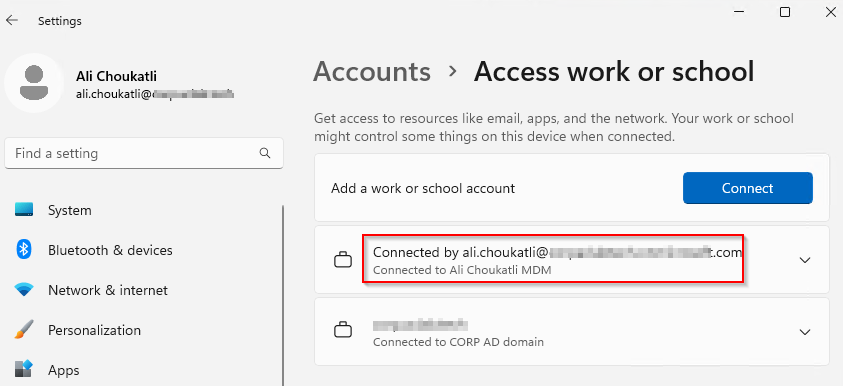 Settings
Ali Choukatli
ali.choukatli@
Find a setting
System
Bluetooth & devices
Network & internet
Personalization
Apps
Accounts > Access work or school
Get access to resources like email, apps, and the network. Your work or school
might control some things on this device when connected.
Add a work or school account
Connect
Connected by ali.choukatli@ .com
Connected to Ali Choukatli MDM
Connected to CORP AD domain